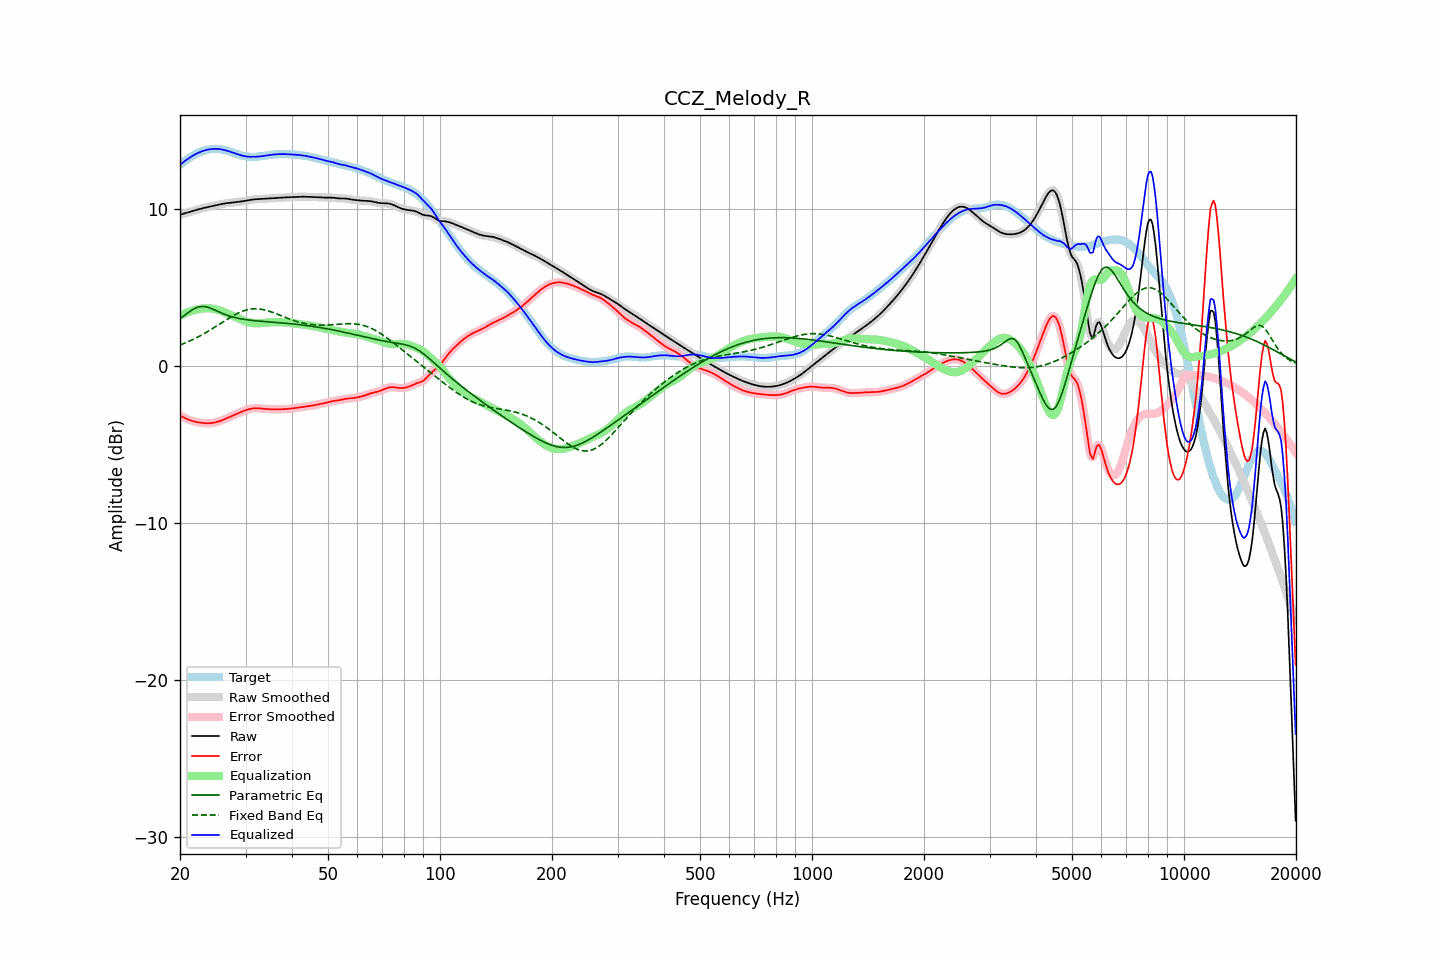 CCZ_Melody_R
Amplitude (dBr)
10
0
−10
−20
−30
Target
Raw Smoothed
Error Smoothed
Raw
Error
Equalization
Parametric Eq
Fixed Band Eq
Equalized
20 50 100 200 500 1000 2000 5000 10000 20000
Frequency (Hz)